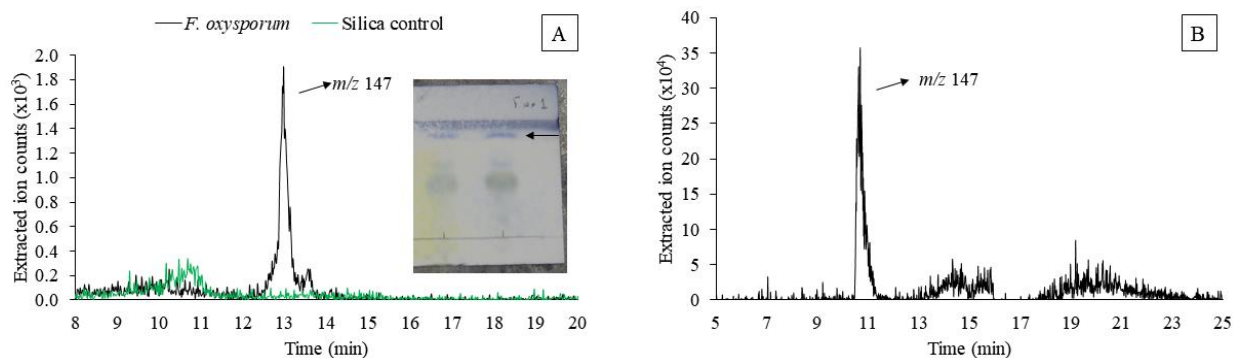 F. oxysporum
Silica control
A
Extracted ion counts (x10³)
2.0
1.8
1.6
1.4
1.2
1.0
0.8
0.6
0.4
0.2
0.0
m/z 147
8 9 10 11 12 13 14 15 16 17 18 19 20
Time (min)
B
Extracted ion counts (x10⁴)
40
35
30
25
20
15
10
5
0
m/z 147
5 7 9 11 13 15 17 19 21 23 25
Time (min)